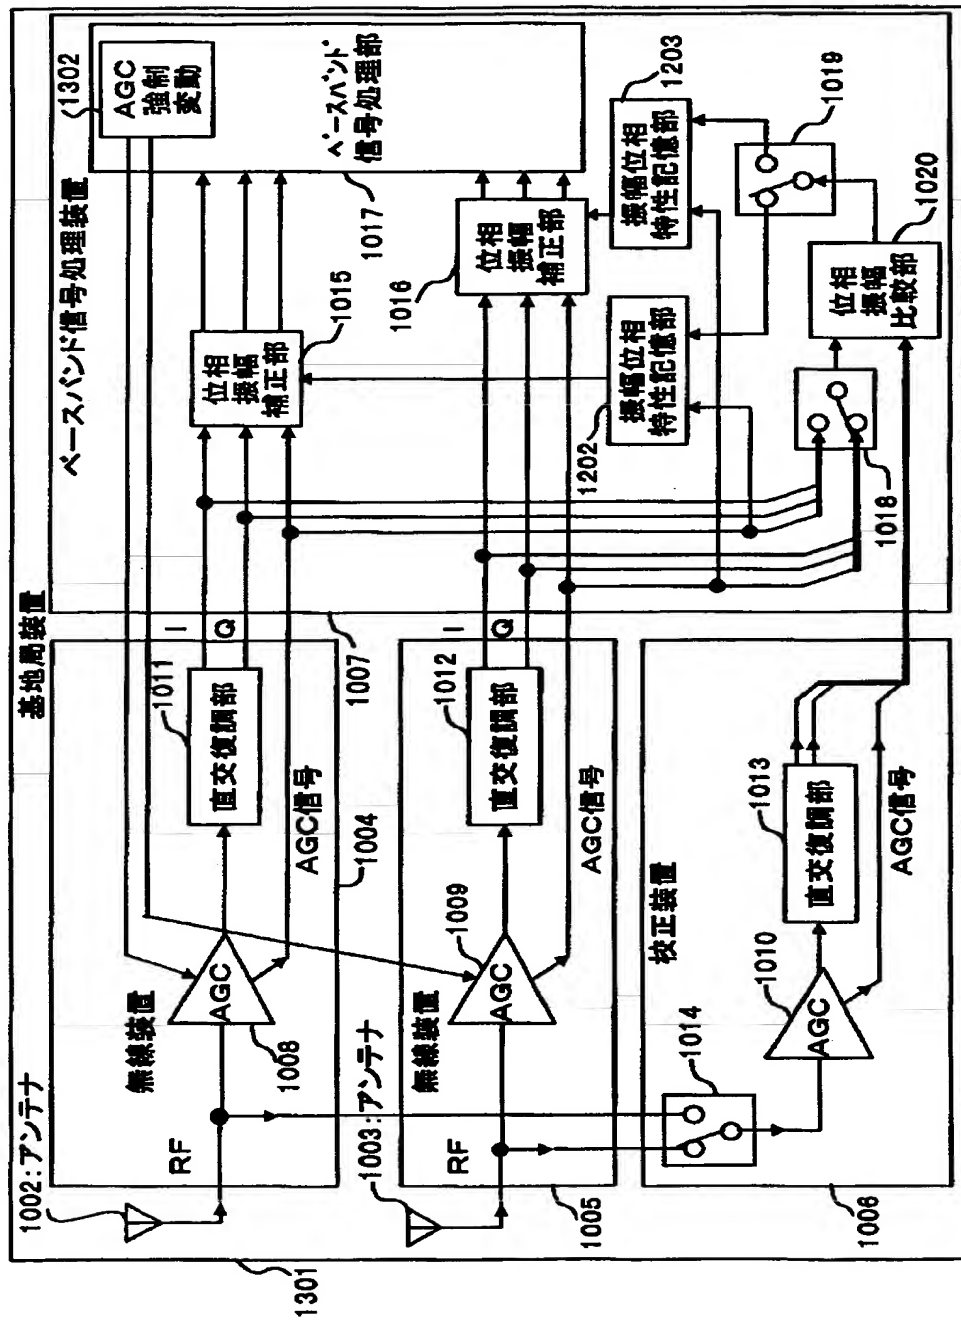 基地局装置
1301
1002:アンテナ
無線装置
RF
AGC
1008
1011
直交復調部
I
Q
AGC信号
1004
1007
1003:アンテナ
無線装置
RF
AGC
1009
1012
直交復調部
I
Q
AGC信号
1005
校正装置
1014
1010
AGC
1013
直交復調部
AGC信号
1006
ベースバンド信号処理装置
1302
AGC
強制
変動
ベースバンド
信号処理部
1017
位相
振幅
補正部
1015
1016
位相
振幅
補正部
1202
振幅位相
特性記憶部
1203
振幅位相
特性記憶部
1018
1019
1020
位相
振幅
比較部